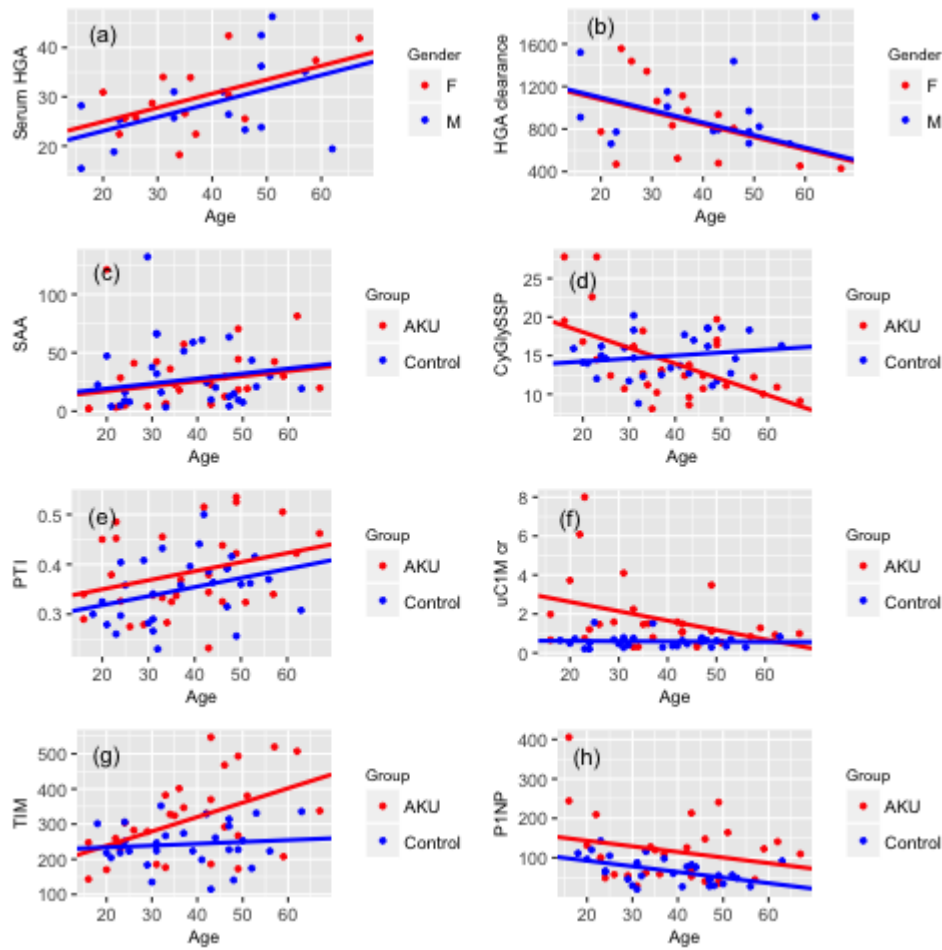 (a)
Serum HGA
40
30
20
20 30 40 50 60
Age
Gender
F
M
(b)
HGA clearance
1600
1200
800
400
20 30 40 50 60
Age
Gender
F
M
(c)
SAA
100
50
0
20 30 40 50 60
Age
Group
AKU
Control
(d)
CyGlySSP
25
20
15
10
20 30 40 50 60
Age
Group
AKU
Control
(e)
PTI
0.5
0.4
0.3
20 30 40 50 60
Age
Group
AKU
Control
(f)
uC1M cr
8
6
4
2
0
20 30 40 50 60
Age
Group
AKU
Control
(g)
TIM
500
400
300
200
100
20 30 40 50 60
Age
Group
AKU
Control
(h)
P1NP
400
300
200
100
20 30 40 50 60
Age
Group
AKU
Control